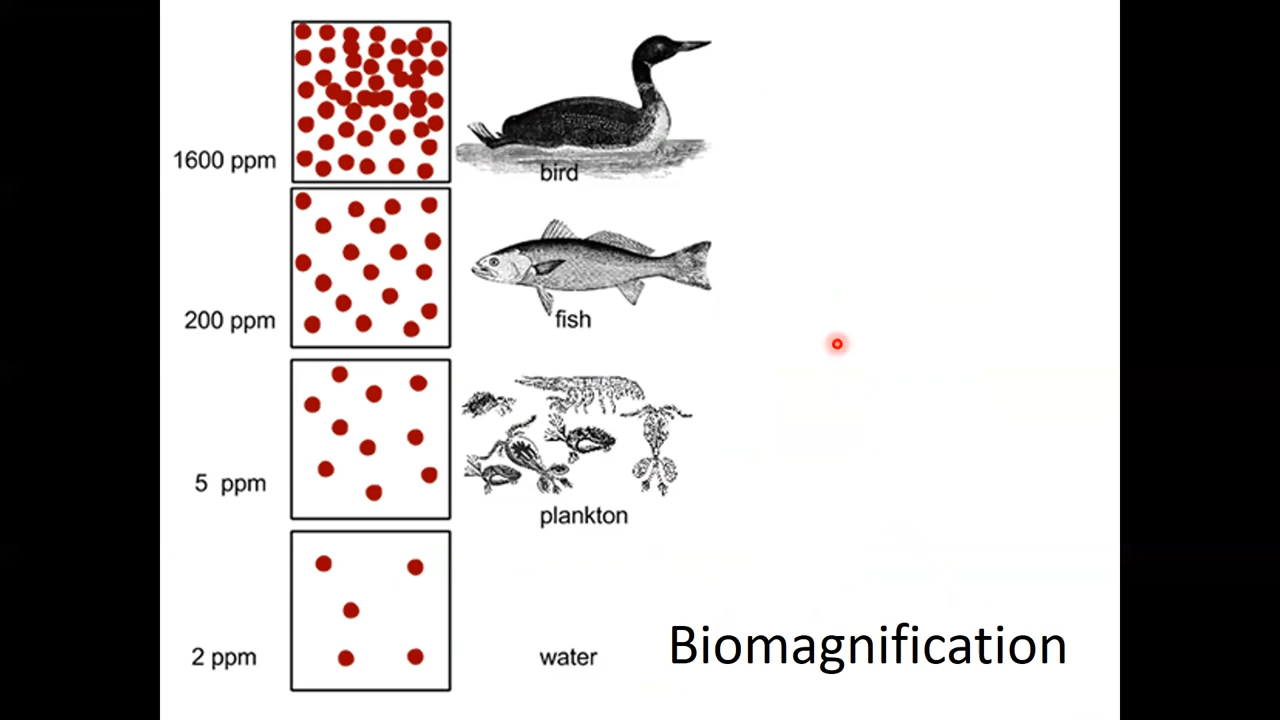 1600 ppm
bird
200 ppm
fish
5 ppm
plankton
2 ppm
water
Biomagnification